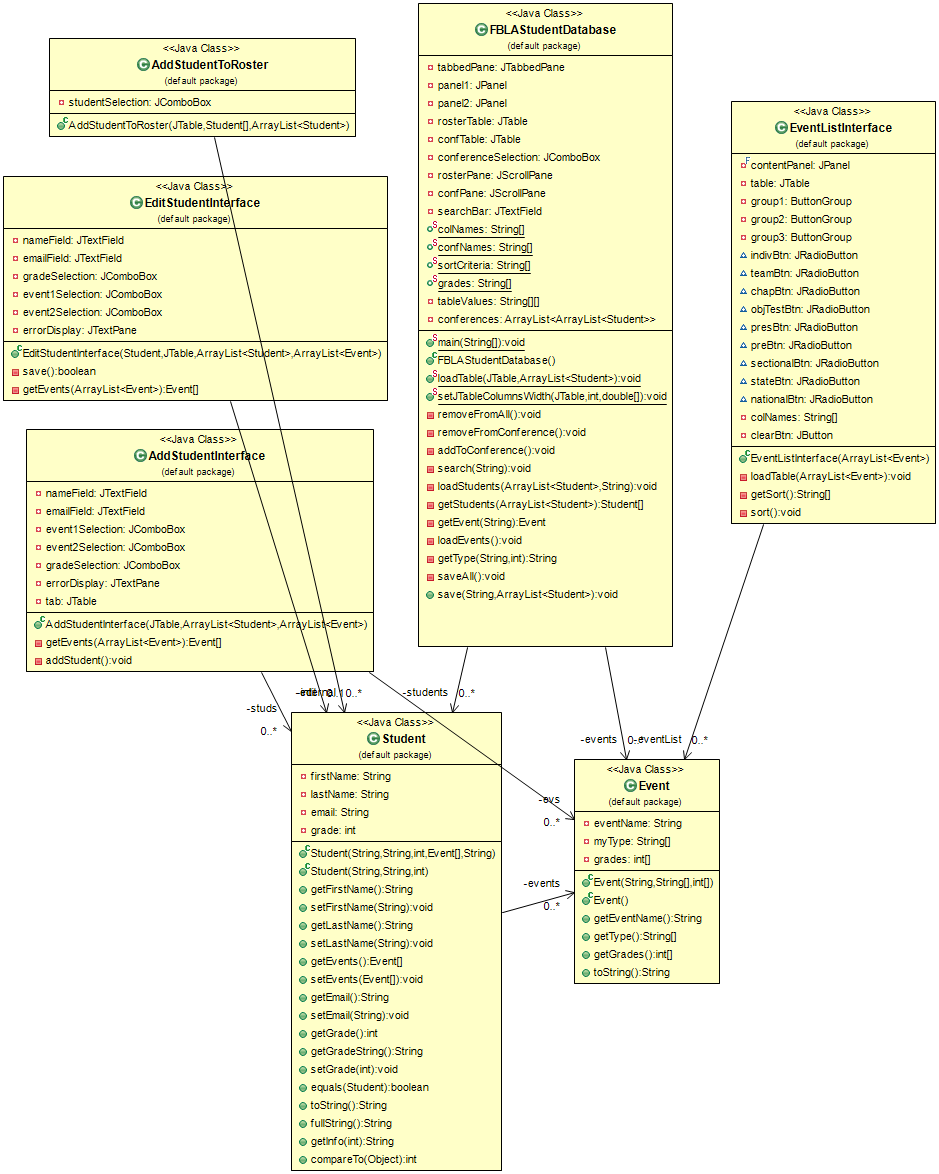 <<Java Class>>
AddStudentToRoster
(default package)
studentSelection: JComboBox
AddStudentToRoster(JTable,Student[],ArrayList<Student>)
<<Java Class>>
EditStudentInterface
(default package)
nameField: JTextField
emailField: JTextField
gradeSelection: JComboBox
event1Selection: JComboBox
event2Selection: JComboBox
errorDisplay: JTextPane
EditStudentInterface(Student,JTable,ArrayList<Student>,ArrayList<Event>)
save():boolean
getEvents(ArrayList<Event>):Event[]
<<Java Class>>
AddStudentInterface
(default package)
nameField: JTextField
emailField: JTextField
event1Selection: JComboBox
event2Selection: JComboBox
gradeSelection: JComboBox
errorDisplay: JTextPane
tab: JTable
AddStudentInterface(JTable,ArrayList<Student>,ArrayList<Event>)
getEvents(ArrayList<Event>):Event[]
addStudent():void
<<Java Class>>
FBLAStudentDatabase
(default package)
tabbedPane: JTabbedPane
panel1: JPanel
panel2: JPanel
rosterTable: JTable
confTable: JTable
conferenceSelection: JComboBox
rosterPane: JScrollPane
confPane: JScrollPane
searchBar: JTextField
colNames: String[]
confNames: String[]
sortCriteria: String[]
grades: String[]
tableValues: String[][]
conferences: ArrayList<ArrayList<Student>>
main(String[]):void
FBLAStudentDatabase()
loadTable(JTable,ArrayList<Student>):void
setJTableColumnsWidth(JTable,int,double[]):void
removeFromAll():void
removeFromConference():void
addToConference():void
search(String):void
loadStudents(ArrayList<Student>,String):void
getStudents(ArrayList<Student>):Student[]
getEvent(String):Event
loadEvents():void
getType(String,int):String
saveAll():void
save(String,ArrayList<Student>):void
<<Java Class>>
EventListInterface
(default package)
contentPanel: JPanel
table: JTable
group1: ButtonGroup
group2: ButtonGroup
group3: ButtonGroup
indivBtn: JRadioButton
teamBtn: JRadioButton
chapBtn: JRadioButton
objTestBtn: JRadioButton
presBtn: JRadioButton
preBtn: JRadioButton
sectionalBtn: JRadioButton
stateBtn: JRadioButton
nationalBtn: JRadioButton
colNames: String[]
clearBtn: JButton
EventListInterface(ArrayList<Event>)
loadTable(ArrayList<Event>):void
getSort():String[]
sort():void
-studs
0..*
0..*
-students
0..*
-events
-eventList
0..*
-evs
0..*
-events
0..*
<<Java Class>>
Student
(default package)
firstName: String
lastName: String
email: String
grade: int
Student(String,String,int,Event[],String)
Student(String,String,int)
getFirstName():String
setFirstName(String):void
getLastName():String
setLastName(String):void
getEvents():Event[]
setEvents(Event[]):void
getEmail():String
setEmail(String):void
getGrade():int
getGradeString():String
setGrade(int):void
equals(Student):boolean
toString():String
fullString():String
getInfo(int):String
compareTo(Object):int
<<Java Class>>
Event
(default package)
eventName: String
myType: String[]
grades: int[]
Event(String,String[],int[])
Event()
getEventName():String
getType():String[]
getGrades():int[]
toString():String